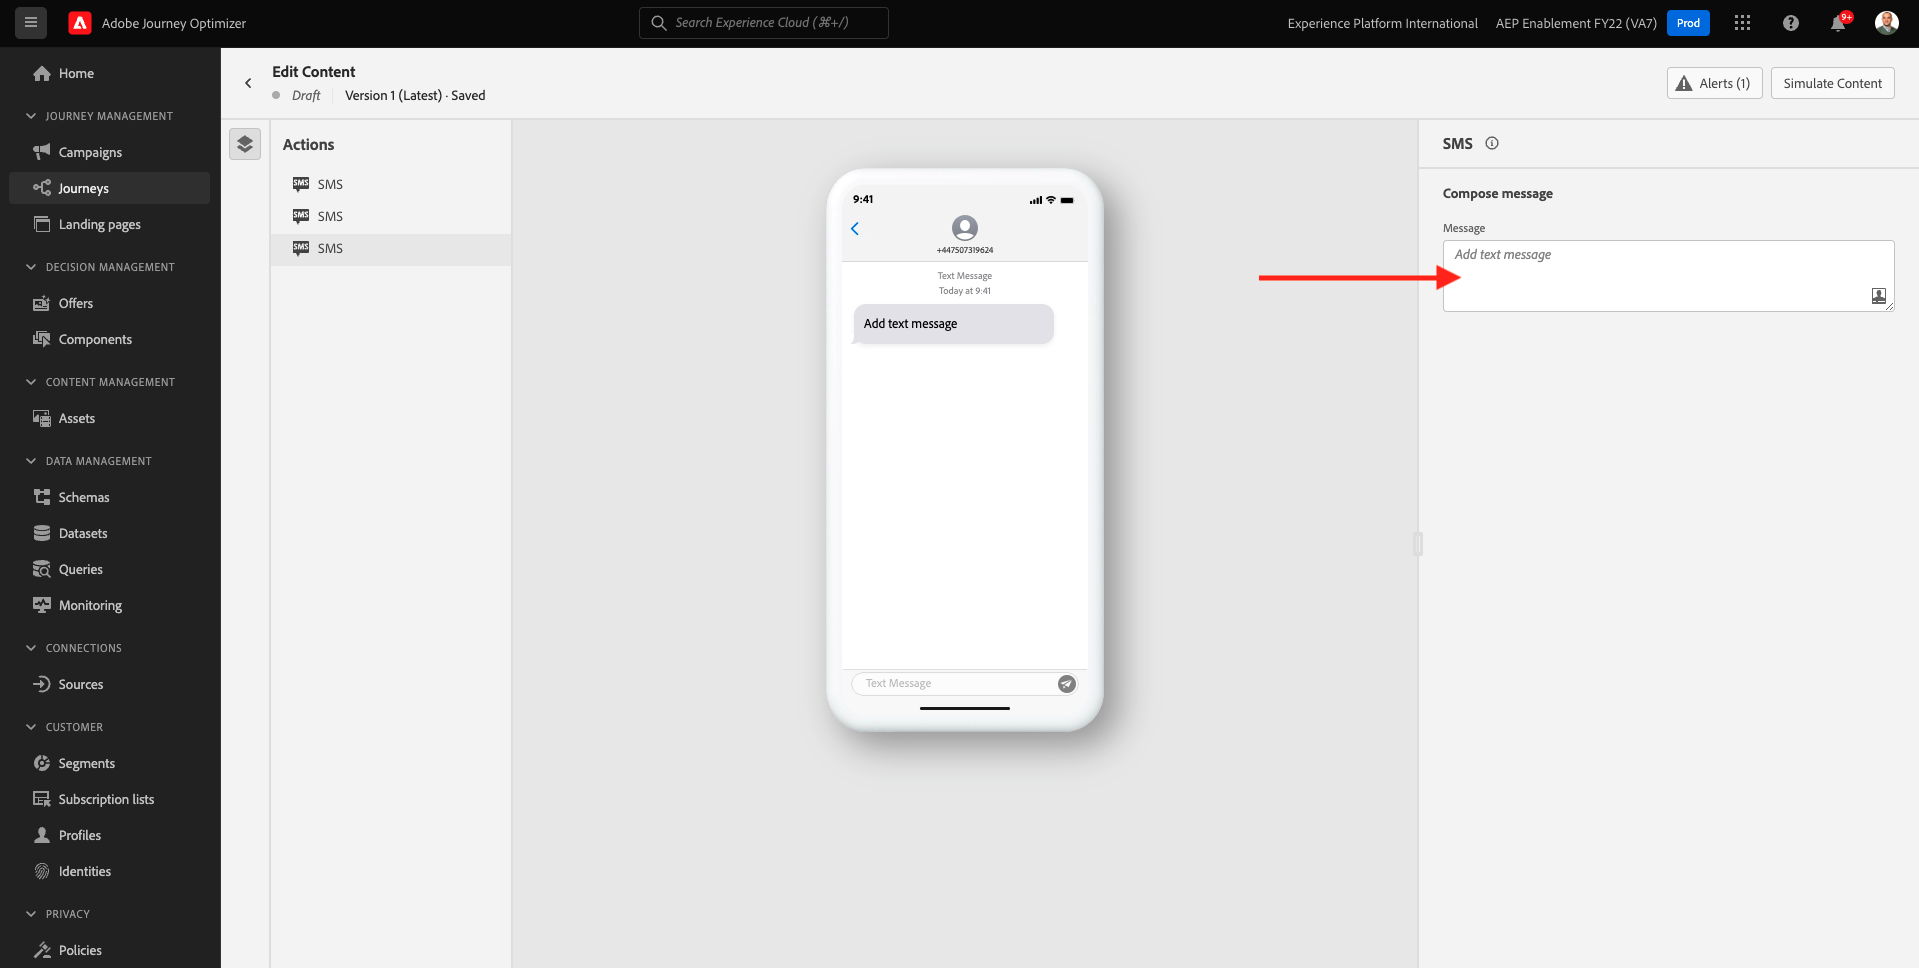 Adobe Journey Optimizer
Search Experience Cloud (⌘+/)
Experience Platform International
AEP Enablement FY22 (VA7)
Prod
9+
Home
JOURNEY MANAGEMENT
Campaigns
Journeys
Landing pages
DECISION MANAGEMENT
Offers
Components
CONTENT MANAGEMENT
Assets
DATA MANAGEMENT
Schemas
Datasets
Queries
Monitoring
CONNECTIONS
Sources
CUSTOMER
Segments
Subscription lists
Profiles
Identities
PRIVACY
Policies
Edit Content
Draft
Version 1 (Latest) · Saved
Alerts (1)
Simulate Content
Actions
SMS SMS
SMS SMS
SMS SMS
9:41
+447507319624
Text Message
Today at 9:41
Add text message
Text Message
SMS
Compose message
Message
Add text message